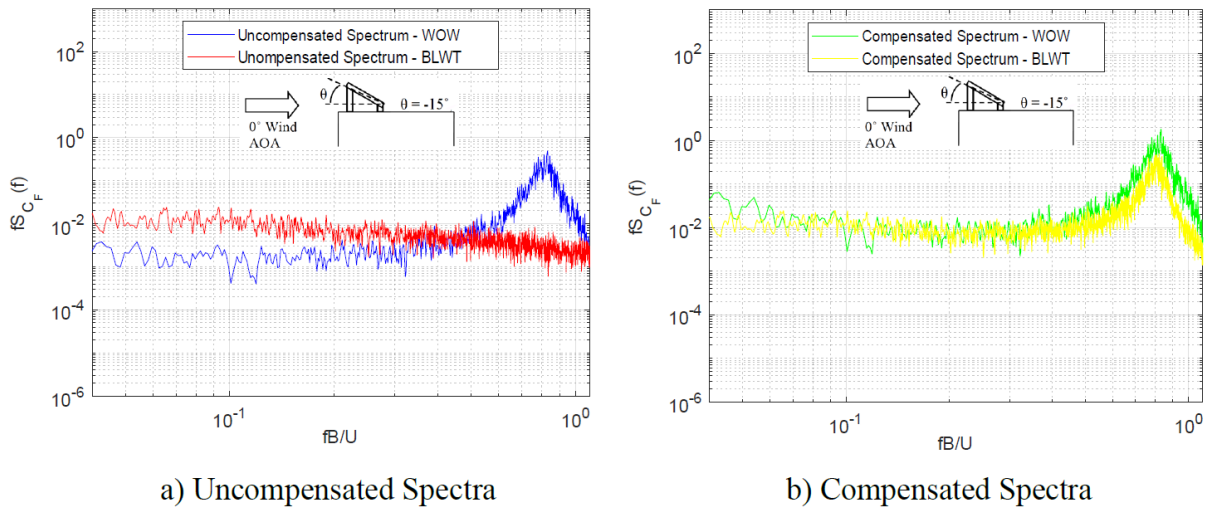 Uncompensated Spectrum - WOW
Unompensated Spectrum - BLWT
10^2
10^0
10^-2
10^-4
10^-6
fS_C_F (f)
θ
θ = -15˚
0˚ Wind
AOA
10^-1
10^0
fB/U
a) Uncompensated Spectra
Compensated Spectrum - WOW
Compensated Spectrum - BLWT
10^2
10^0
10^-2
10^-4
10^-6
fS_C_F (f)
θ
θ = -15˚
0˚ Wind
AOA
10^-1
10^0
fB/U
b) Compensated Spectra